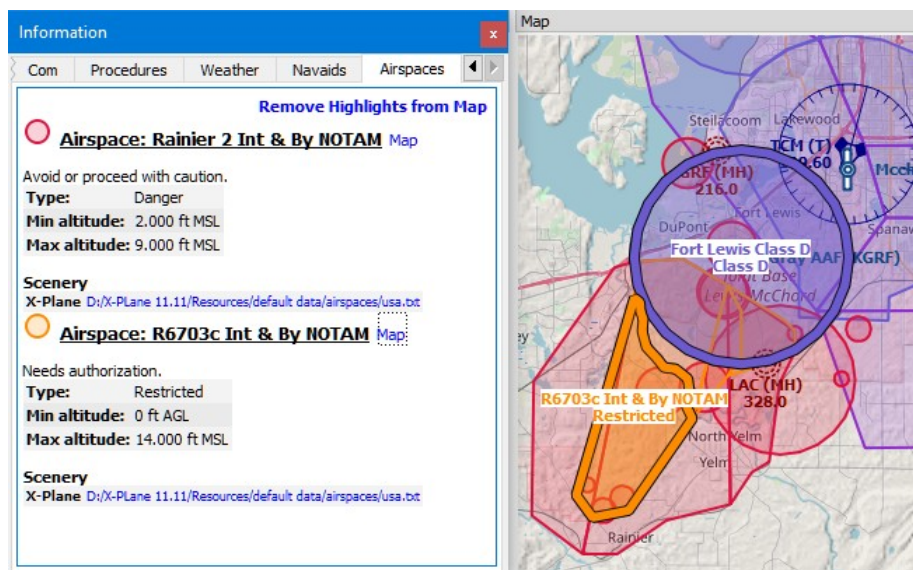 Information
x
Com
Procedures
Weather
Navaids
Airspaces
Remove Highlights from Map
Airspace: Rainier 2 Int & By NOTAM Map
Avoid or proceed with caution.
Type: Danger
Min altitude: 2.000 ft MSL
Max altitude: 9.000 ft MSL
Scenery
X-Plane D:/X-PLane 11.11/Resources/default data/airspaces/usa.txt
Airspace: R6703c Int & By NOTAM Map
Needs authorization.
Type: Restricted
Min altitude: 0 ft AGL
Max altitude: 14.000 ft MSL
Scenery
X-Plane D:/X-PLane 11.11/Resources/default data/airspaces/usa.txt
Map
Steilacoom
Lakewood
TCM (T)
(MH)
216.0
Fort Lewis
DuPont
Spanaw
Fort Lewis Class D
Class D
Gray AAF (KGRF)
Joint Base
Lewis McChord
LAC (MH)
328.0
R6703c Int & By NOTAM
Restricted
North Yelm
Yelm
Rainier